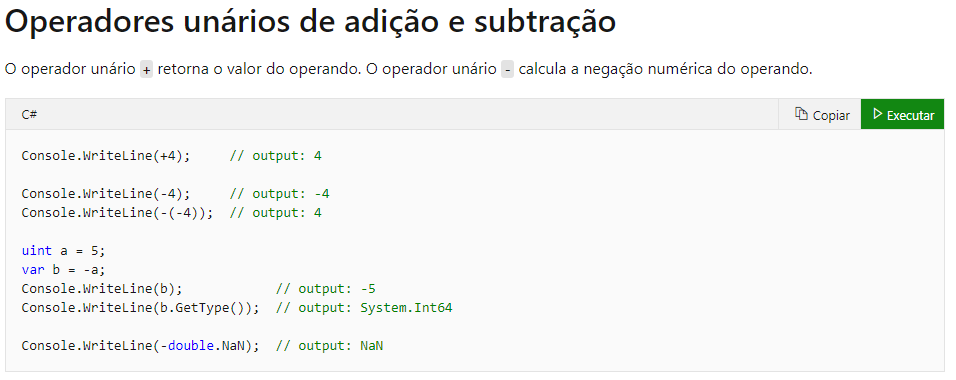 Operadores unários de adição e subtração
O operador unário + retorna o valor do operando. O operador unário - calcula a negação numérica do operando.
C# Copiar Executar
Console.WriteLine(+4);     // output: 4
Console.WriteLine(-4);     // output: -4
Console.WriteLine(-(-4));  // output: 4
uint a = 5;
var b = -a;
Console.WriteLine(b);            // output: -5
Console.WriteLine(b.GetType());  // output: System.Int64
Console.WriteLine(-double.NaN);  // output: NaN